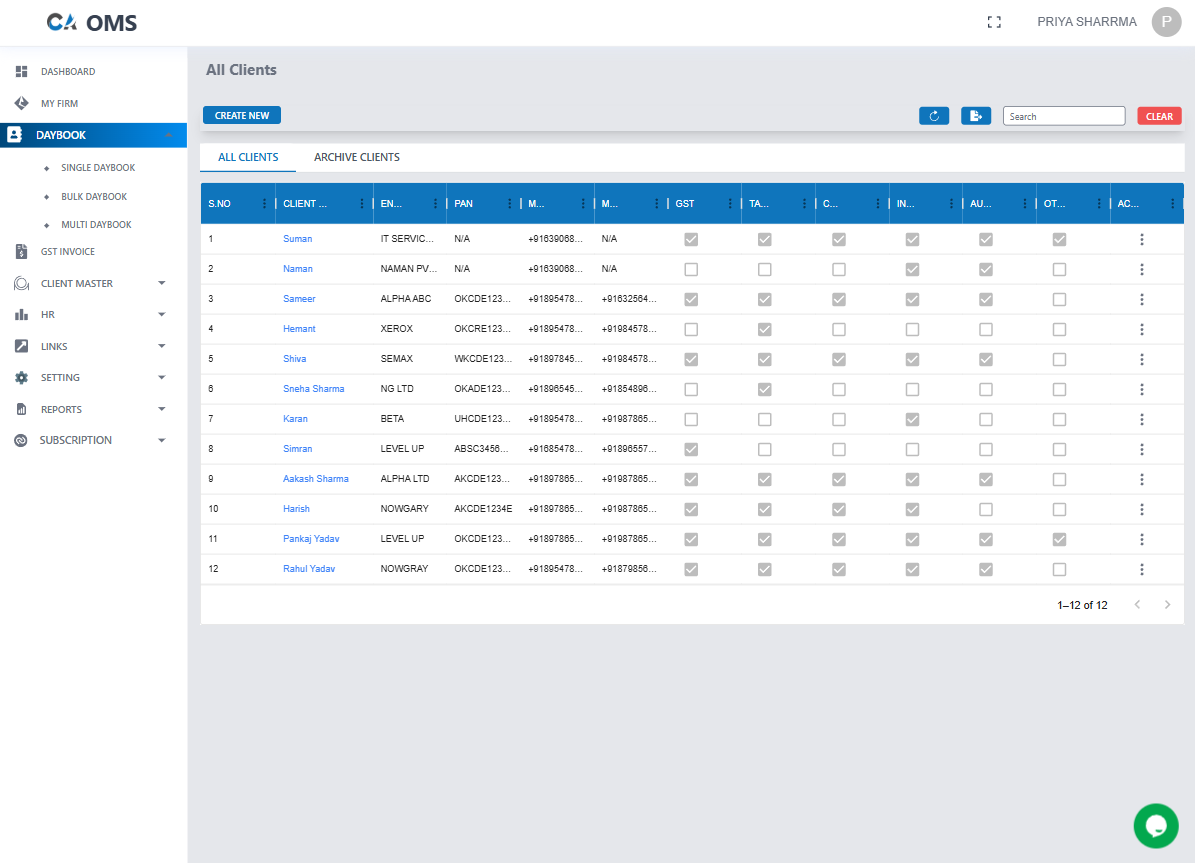 CA OMS
PRIYA SHARRMA
P
DASHBOARD
MY FIRM
DAYBOOK
SINGLE DAYBOOK
BULK DAYBOOK
MULTI DAYBOOK
GST INVOICE
CLIENT MASTER
HR
LINKS
SETTING
REPORTS
SUBSCRIPTION
All Clients
CREATE NEW
Search
CLEAR
ALL CLIENTS ARCHIVE CLIENTS
S.NO CLIENT ... EN... PAN M... M... GST TA... C... IN... AU... OT... AC...
1 Suman IT SERVIC... N/A +91639068... N/A
2 Naman NAMAN PV... N/A +91639068... N/A
3 Sameer ALPHA ABC OKCDE123... +91895478... +91632564...
4 Hemant XEROX OKCRE123... +91895478... +91984578...
5 Shiva SEMAX WKCDE123... +91897845... +91984578...
6 Sneha Sharma NG LTD OKADE123... +91896545... +91854896...
7 Karan BETA UHCDE123... +91895478... +91987865...
8 Simran LEVEL UP ABSC3456... +91685478... +91896557...
9 Aakash Sharma ALPHA LTD AKCDE123... +91897865... +91987865...
10 Harish NOWGARY AKCDE1234E +91897865... +91987865...
11 Pankaj Yadav LEVEL UP OKCDE123... +91897865... +91987865...
12 Rahul Yadav NOWGRAY OKCDE123... +91895478... +91879856...
1–12 of 12